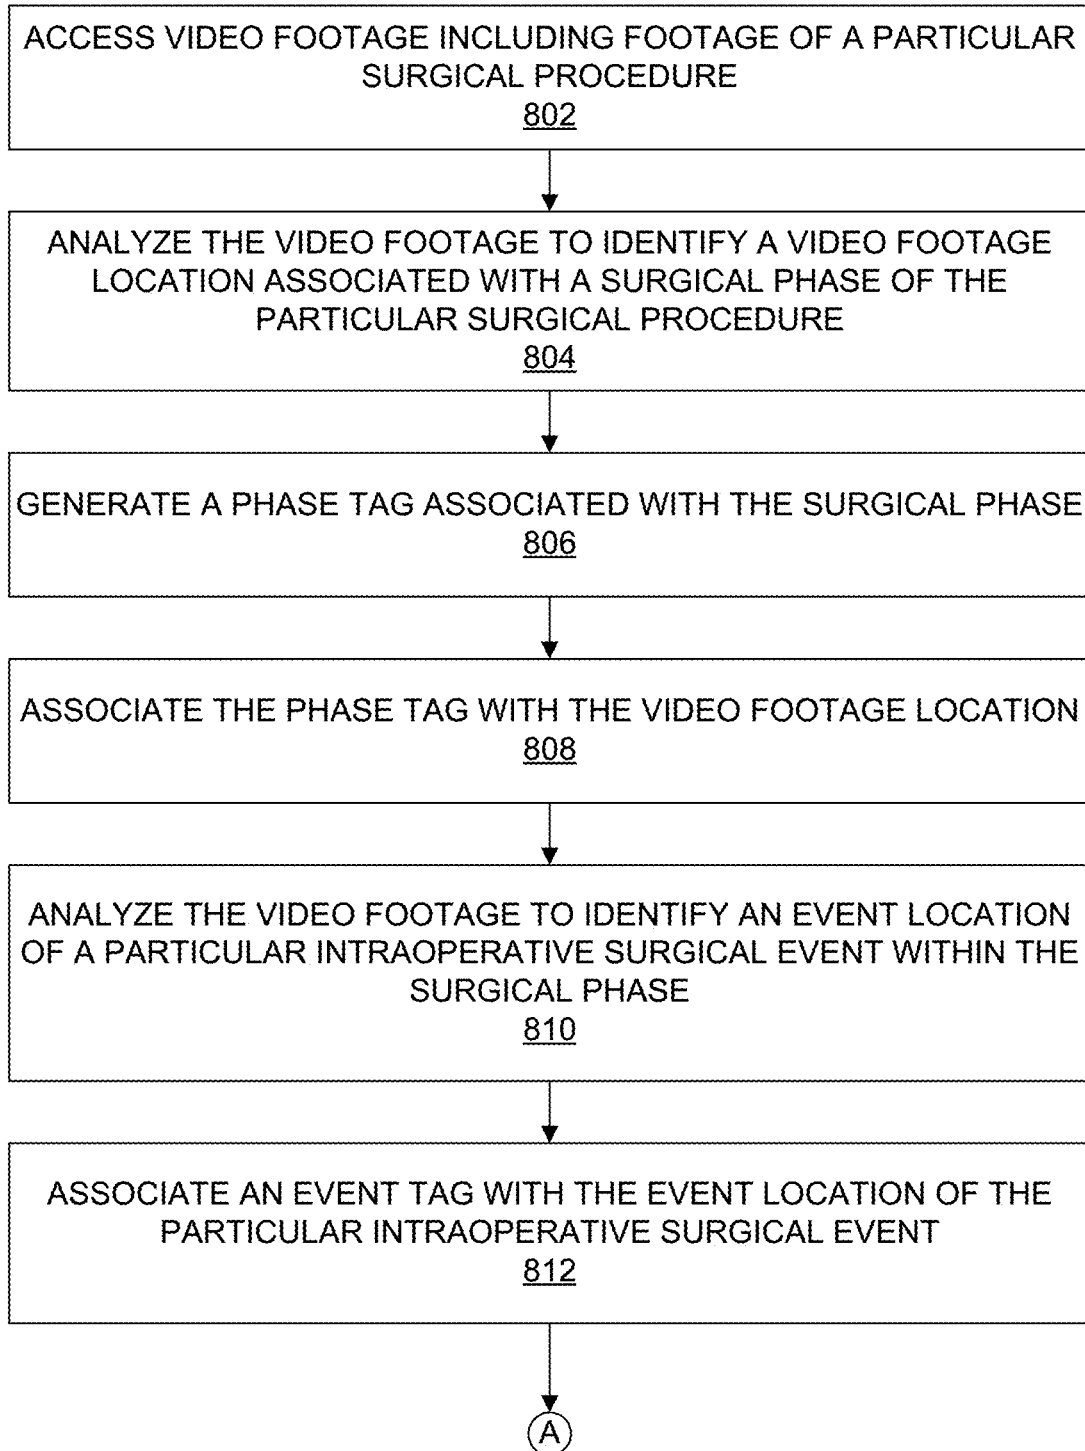 ACCESS VIDEO FOOTAGE INCLUDING FOOTAGE OF A PARTICULAR
SURGICAL PROCEDURE
802
ANALYZE THE VIDEO FOOTAGE TO IDENTIFY A VIDEO FOOTAGE
LOCATION ASSOCIATED WITH A SURGICAL PHASE OF THE
PARTICULAR SURGICAL PROCEDURE
804
GENERATE A PHASE TAG ASSOCIATED WITH THE SURGICAL PHASE
806
ASSOCIATE THE PHASE TAG WITH THE VIDEO FOOTAGE LOCATION
808
ANALYZE THE VIDEO FOOTAGE TO IDENTIFY AN EVENT LOCATION
OF A PARTICULAR INTRAOPERATIVE SURGICAL EVENT WITHIN THE
SURGICAL PHASE
810
ASSOCIATE AN EVENT TAG WITH THE EVENT LOCATION OF THE
PARTICULAR INTRAOPERATIVE SURGICAL EVENT
812
A